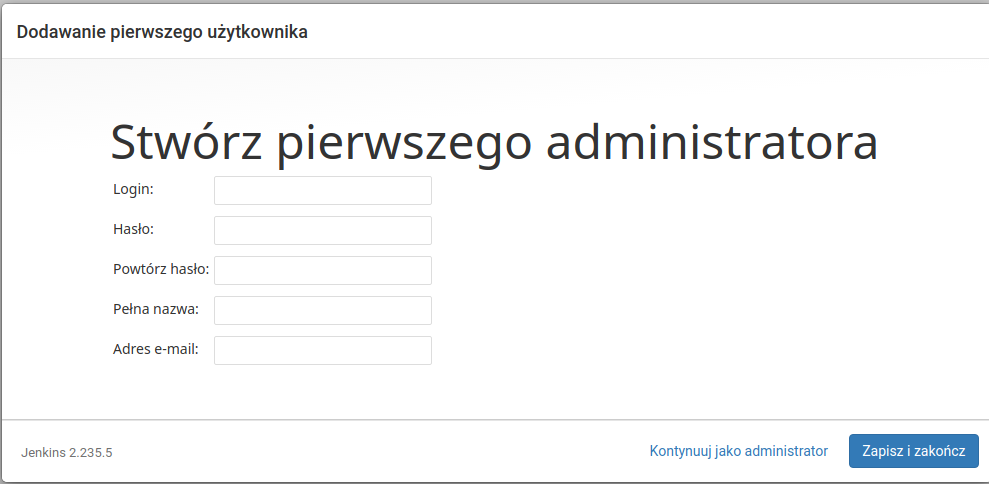 Dodawanie pierwszego użytkownika
Stwórz pierwszego administratora
Login:
Hasło:
Powtórz hasło:
Pełna nazwa:
Adres e-mail:
Jenkins 2.235.5
Kontynuuj jako administrator
Zapisz i zakończ